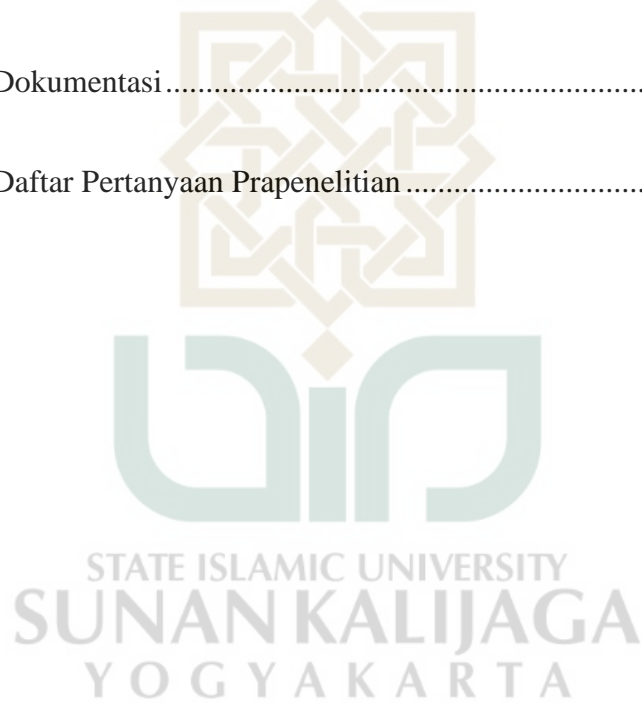 Dokumentasi.......................................................
Daftar Pertanyaan Prapenelitian..............................
STATE ISLAMIC UNIVERSITY
SUNAN KALIJAGA
YOGYAKARTA